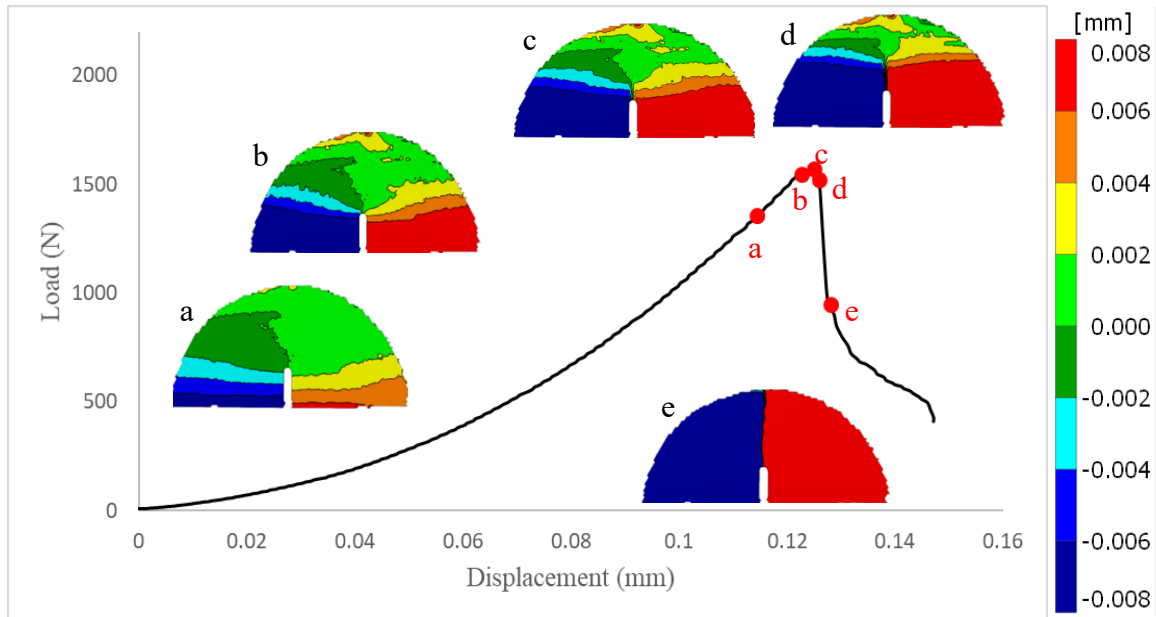 c
d
[mm]
0.008
0.006
0.004
0.002
0.000
-0.002
-0.004
-0.006
-0.008
2000
1500
1000
500
0
Load (N)
b
a
e
c
b
d
a
e
0
0.02
0.04
0.06
0.08
0.1
0.12
0.14
0.16
Displacement (mm)